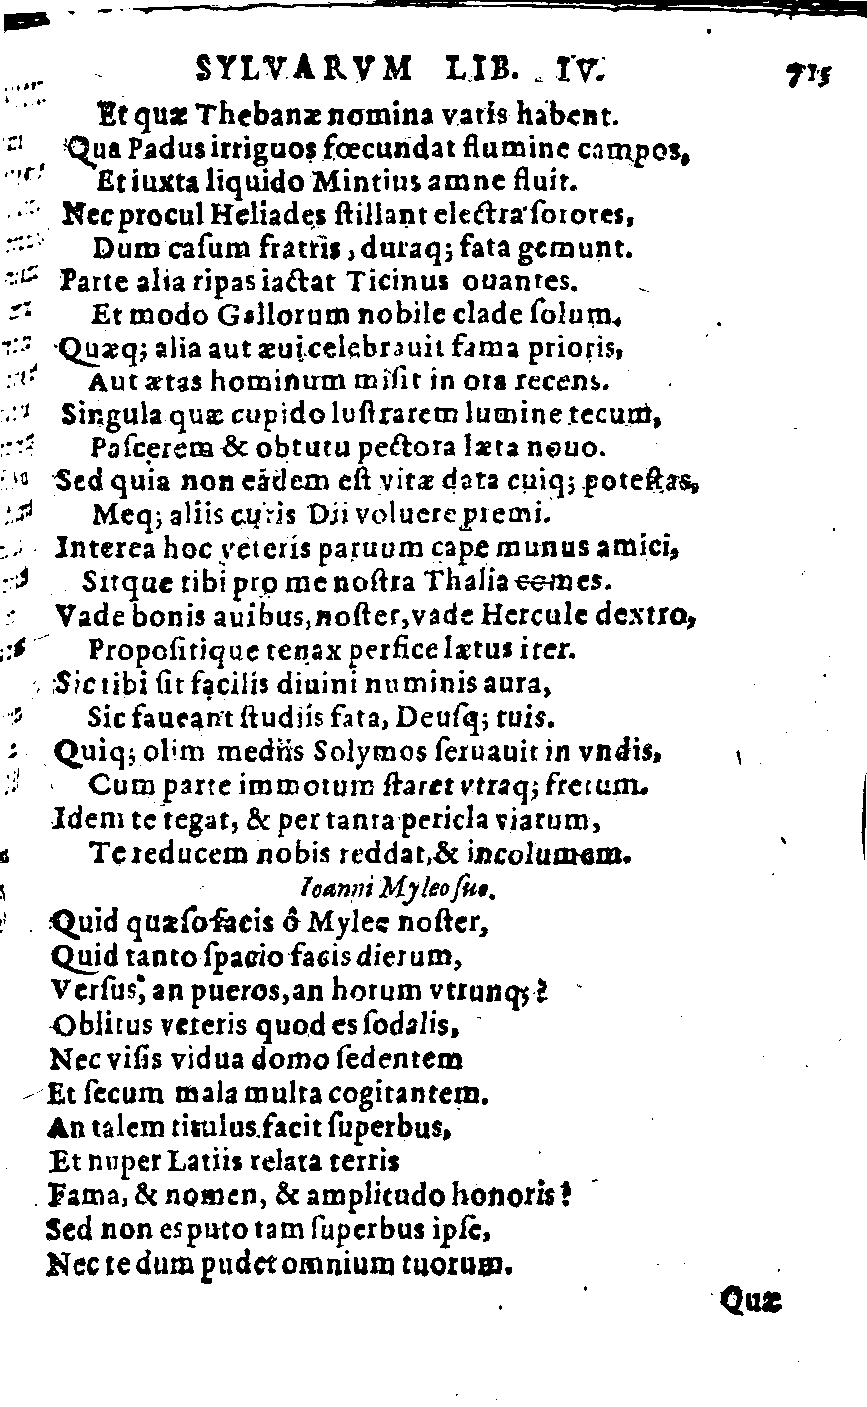 SYLVARVM LIB. IV. 715
Et quæ Thebanæ nomina vatis habent.
Qua Padus irriguos fœcundat flumine campos,
Et iuxta liquido Mintius amne fluit.
Nec procul Heliades ſtillant electra ſorores,
Dum caſum fratris, duraq; fata gemunt.
Parte alia ripas iactat Ticinus ouantes.
Et modo Gallorum nobile clade ſolum.
Quæq; alia aut æui celebrauit fama prioris,
Aut ætas hominum miſit in ora recens.
Singula quæ cupido luſtrarem lumine tecum,
Paſcerem & obtutu pectora læta nouo.
Sed quia non eâdem eſt vitæ data cuiq; poteſtas,
Meq; aliis curis Dii voluere premi.
Interea hoc veteris paruum cape munus amici,
Sitque tibi pro me noſtra Thalia comes.
Vade bonis auibus, noſter, vade Hercule dextro,
Propoſitique tenax perfice lætus iter.
Sic tibi ſit facilis diuini numinis aura,
Sic faueant ſtudiis fata, Deuſq; tuis.
Quiq; olim mediis Solymos ſeruauit in vndis,
Cum parte immotum ſtaret vtraq; fretum.
Idem te tegat, & per tanta pericla viarum,
Te reducem nobis reddat, & incolumem.
Ioanni Myleo ſuo.
Quid quæſo facis ô Mylee noſter,
Quid tanto ſpacio facis dierum,
Verſus, an pueros, an horum vtrunq;?
Oblitus veteris quod es ſodalis,
Nec viſis vidua domo ſedentem
Et ſecum mala multa cogitantem.
An talem titulus facit ſuperbus,
Et nuper Latiis relata terris
Fama, & nomen, & amplitudo honoris?
Sed non es puto tam ſuperbus ipſe,
Nec te dum pudet omnium tuorum.
Quæ